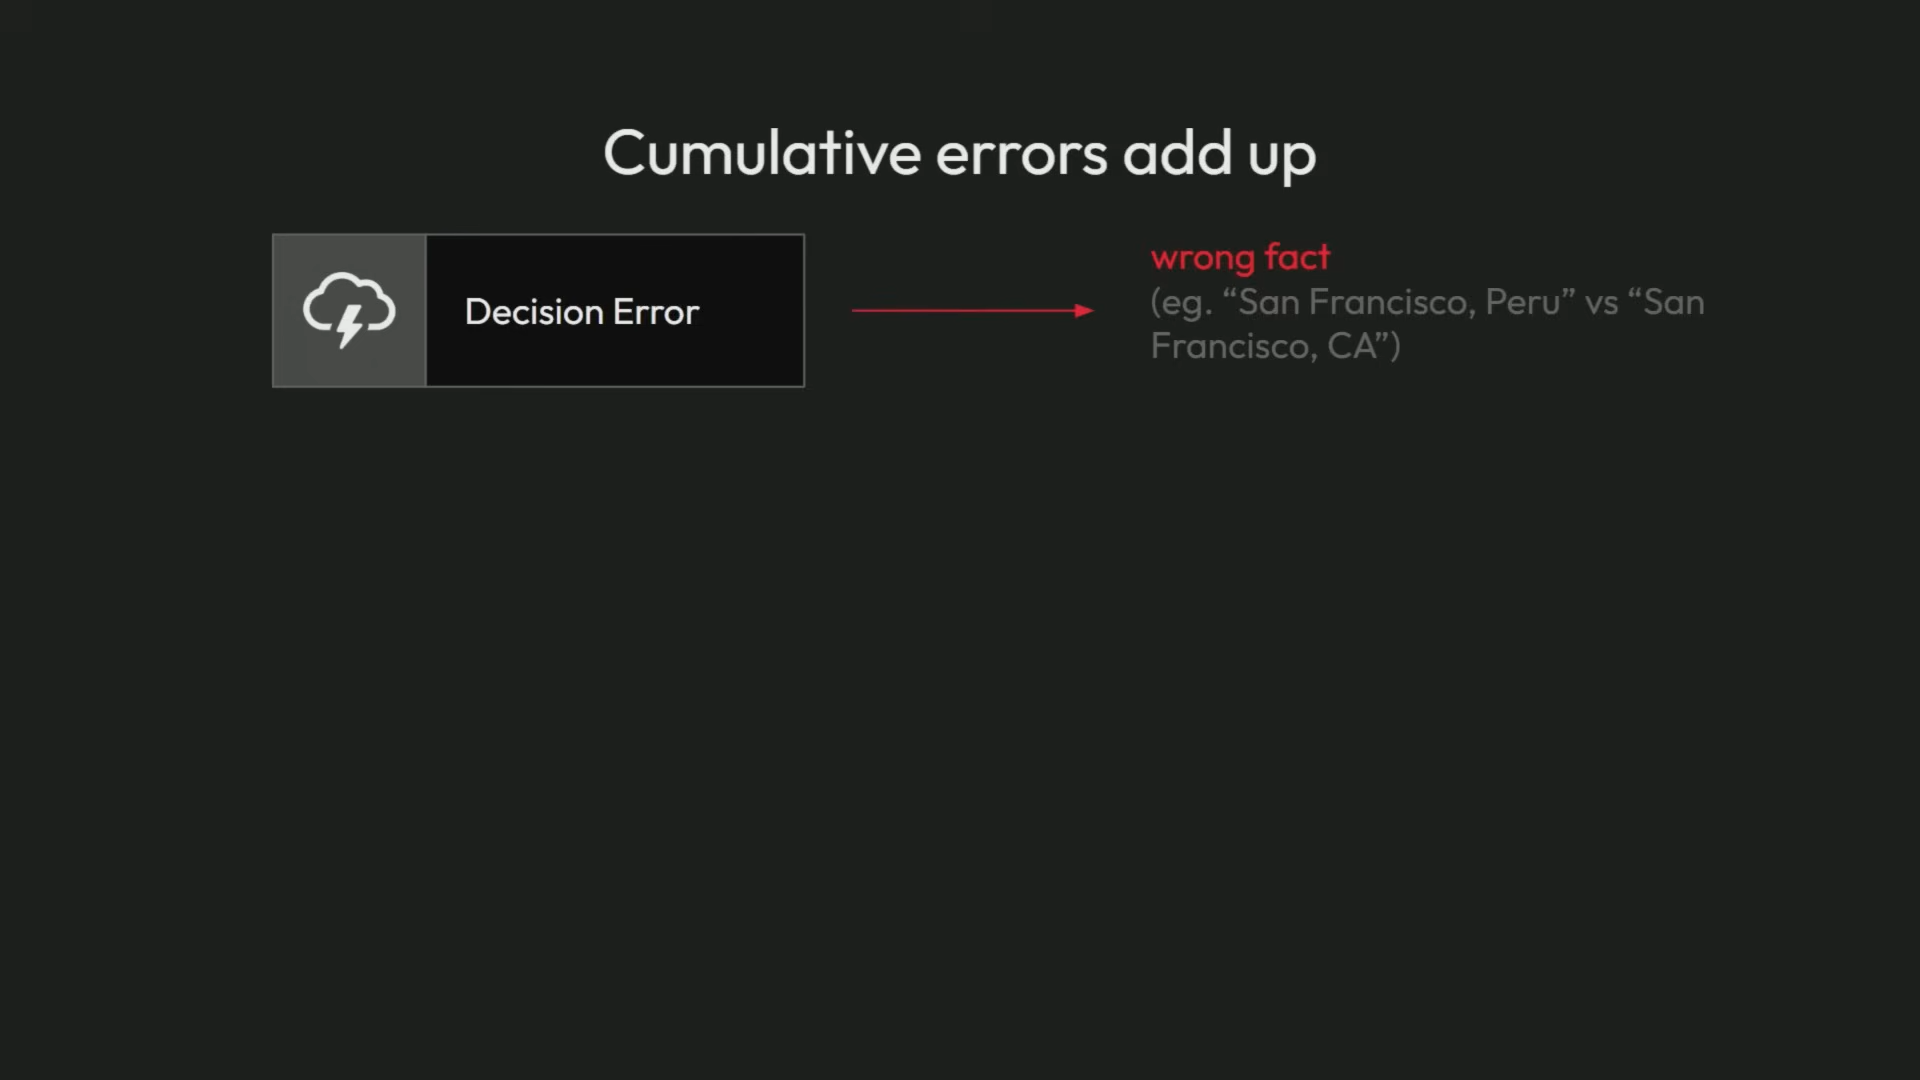 Cumulative errors add up
Decision Error
wrong fact
(eg. “San Francisco, Peru” vs “San
Francisco, CA”)